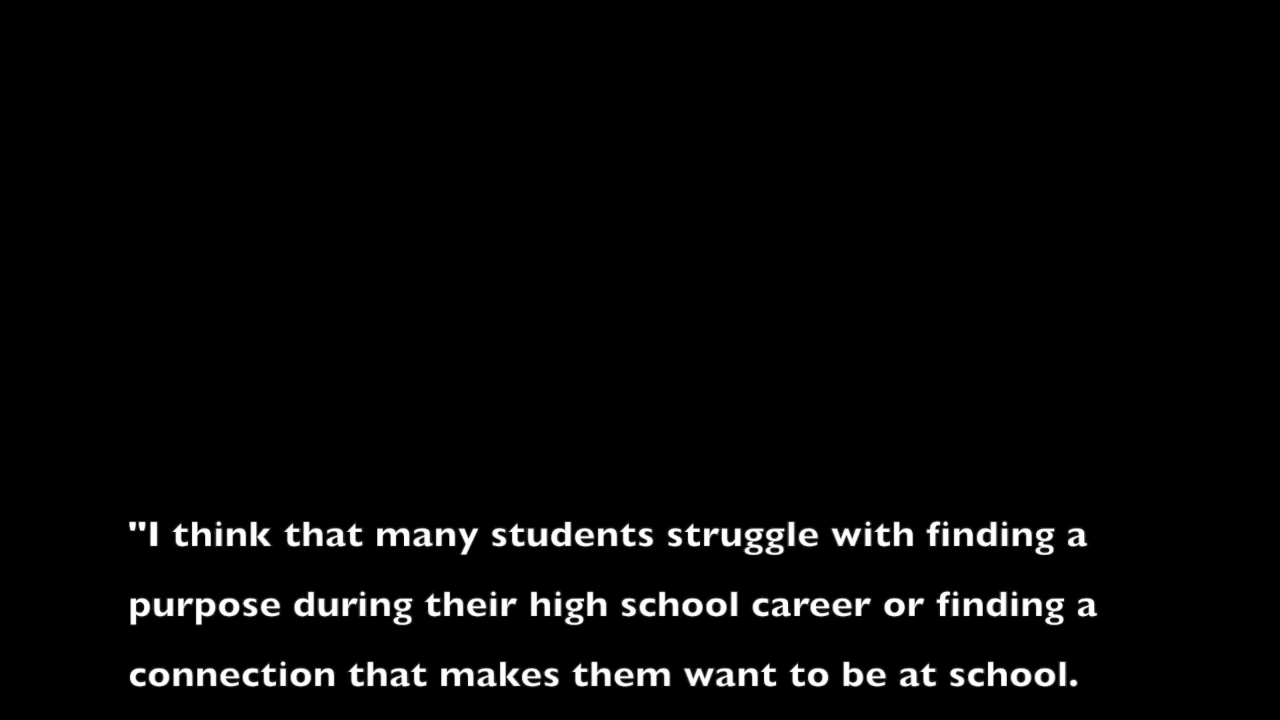 "I think that many students struggle with finding a
purpose during their high school career or finding a
connection that makes them want to be at school.